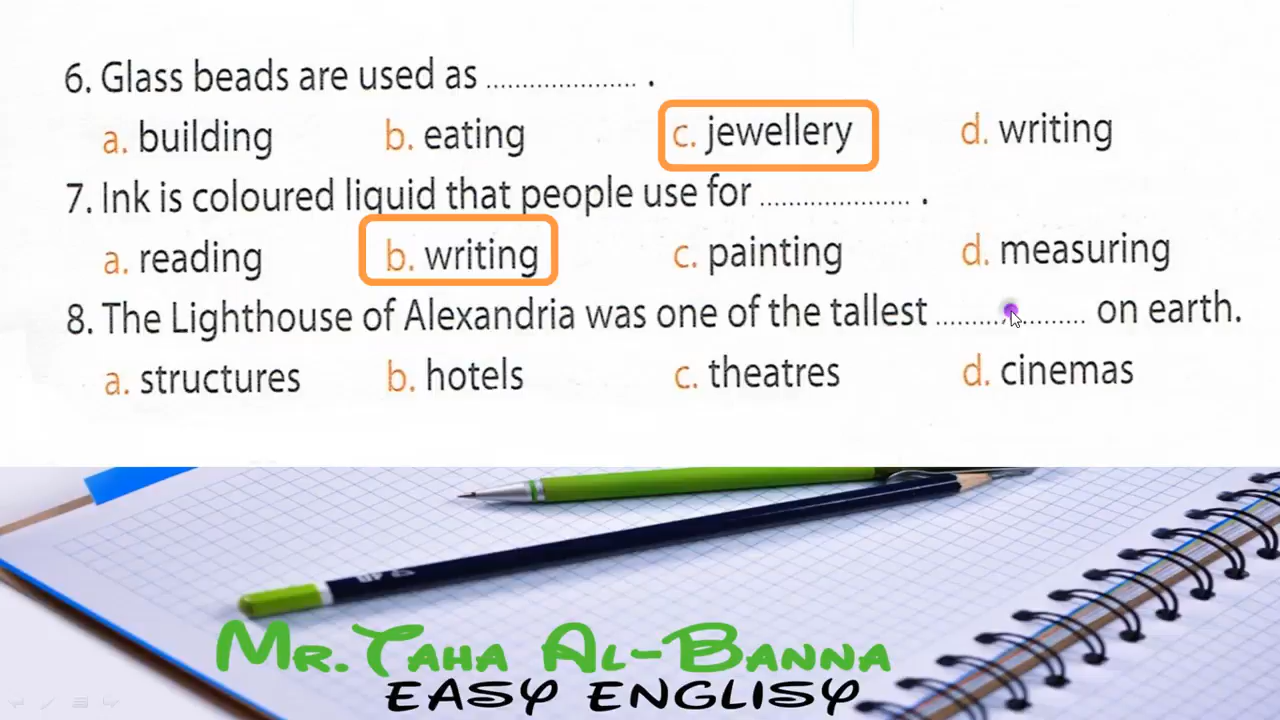 6. Glass beads are used as ..................... .
a. building b. eating c. jewellery d. writing
7. Ink is coloured liquid that people use for ..................... .
a. reading b. writing c. painting d. measuring
8. The Lighthouse of Alexandria was one of the tallest ..................... on earth.
a. structures b. hotels c. theatres d. cinemas
Mr. Taha Al-Banna
EASY ENGLISY